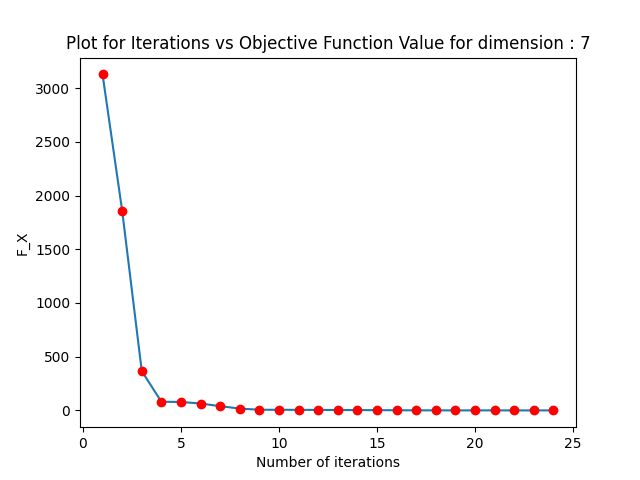 Plot for Iterations vs Objective Function Value for dimension : 7
3000
2500
2000
1500
1000
500
0
F_X
0 5 10 15 20 25
Number of iterations